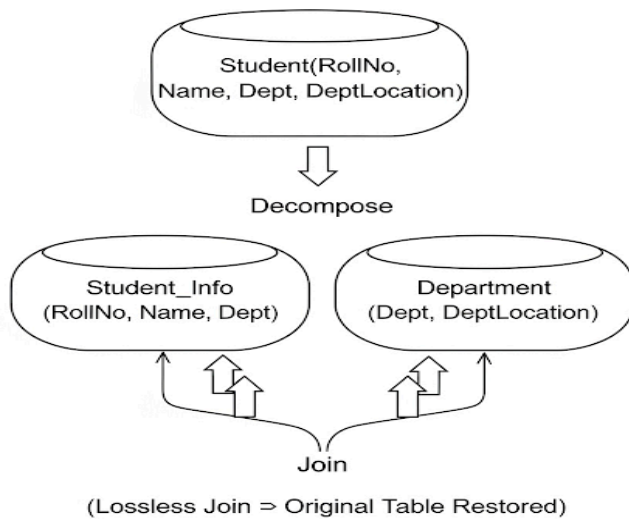 Student(RollNo,
Name, Dept, DeptLocation)
Decompose
Student_Info
(RollNo, Name, Dept)
Department
(Dept, DeptLocation)
Join
(Lossless Join ⊃ Original Table Restored)